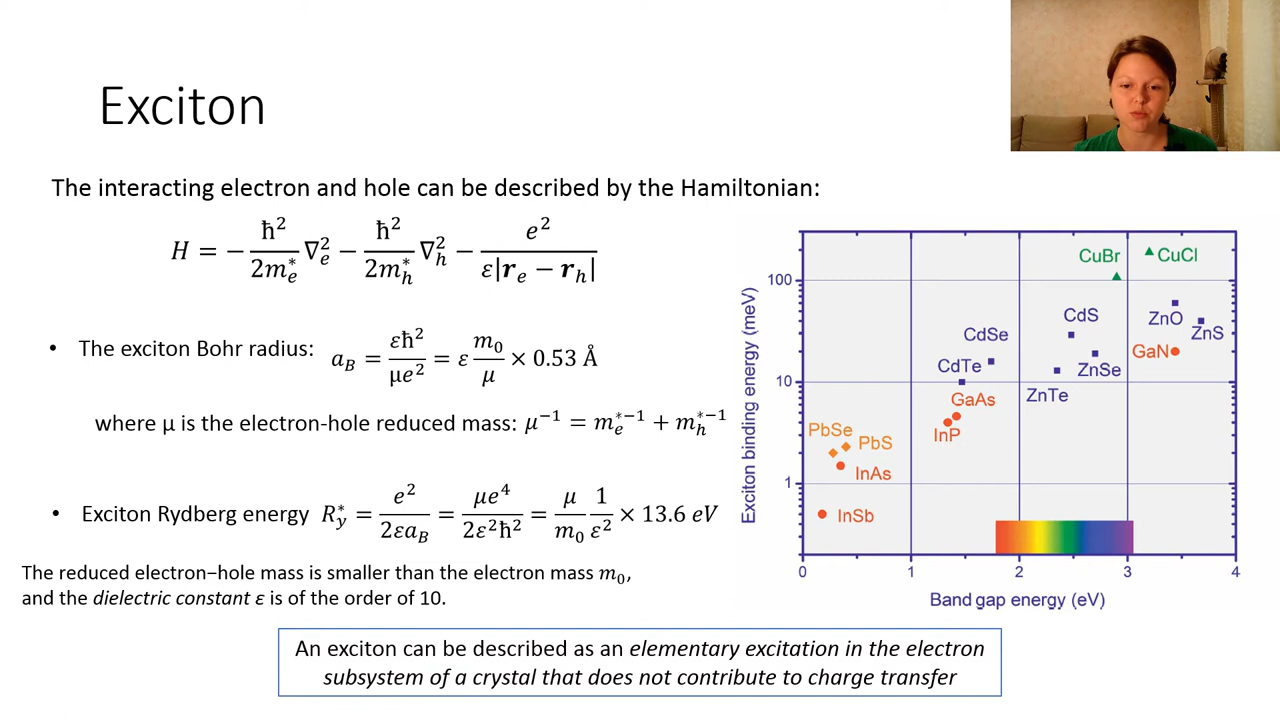 Exciton
The interacting electron and hole can be described by the Hamiltonian:
H = −ħ²/2m*ₑ ∇²ₑ − ħ²/2m*ₕ ∇²ₕ − e²/ε|𝒓ₑ − 𝒓ₕ|
• The exciton Bohr radius: a_B = εħ²/μe² = ε m₀/μ × 0.53 Å
where μ is the electron-hole reduced mass: μ⁻¹ = mₑ*⁻¹ + mₕ*⁻¹
• Exciton Rydberg energy R*_y = e²/2εa_B = μe⁴/2ε²ħ² = μ/m₀ 1/ε² × 13.6 eV
The reduced electron−hole mass is smaller than the electron mass m₀,
and the dielectric constant ε is of the order of 10.
Exciton binding energy (meV)
100
10
1
CuBr
CuCl
CdS
ZnO
ZnS
CdSe
GaN
CdTe
ZnSe
ZnTe
GaAs
InP
PbSe
PbS
InAs
InSb
0 1 2 3 4
Band gap energy (eV)
An exciton can be described as an elementary excitation in the electron
subsystem of a crystal that does not contribute to charge transfer